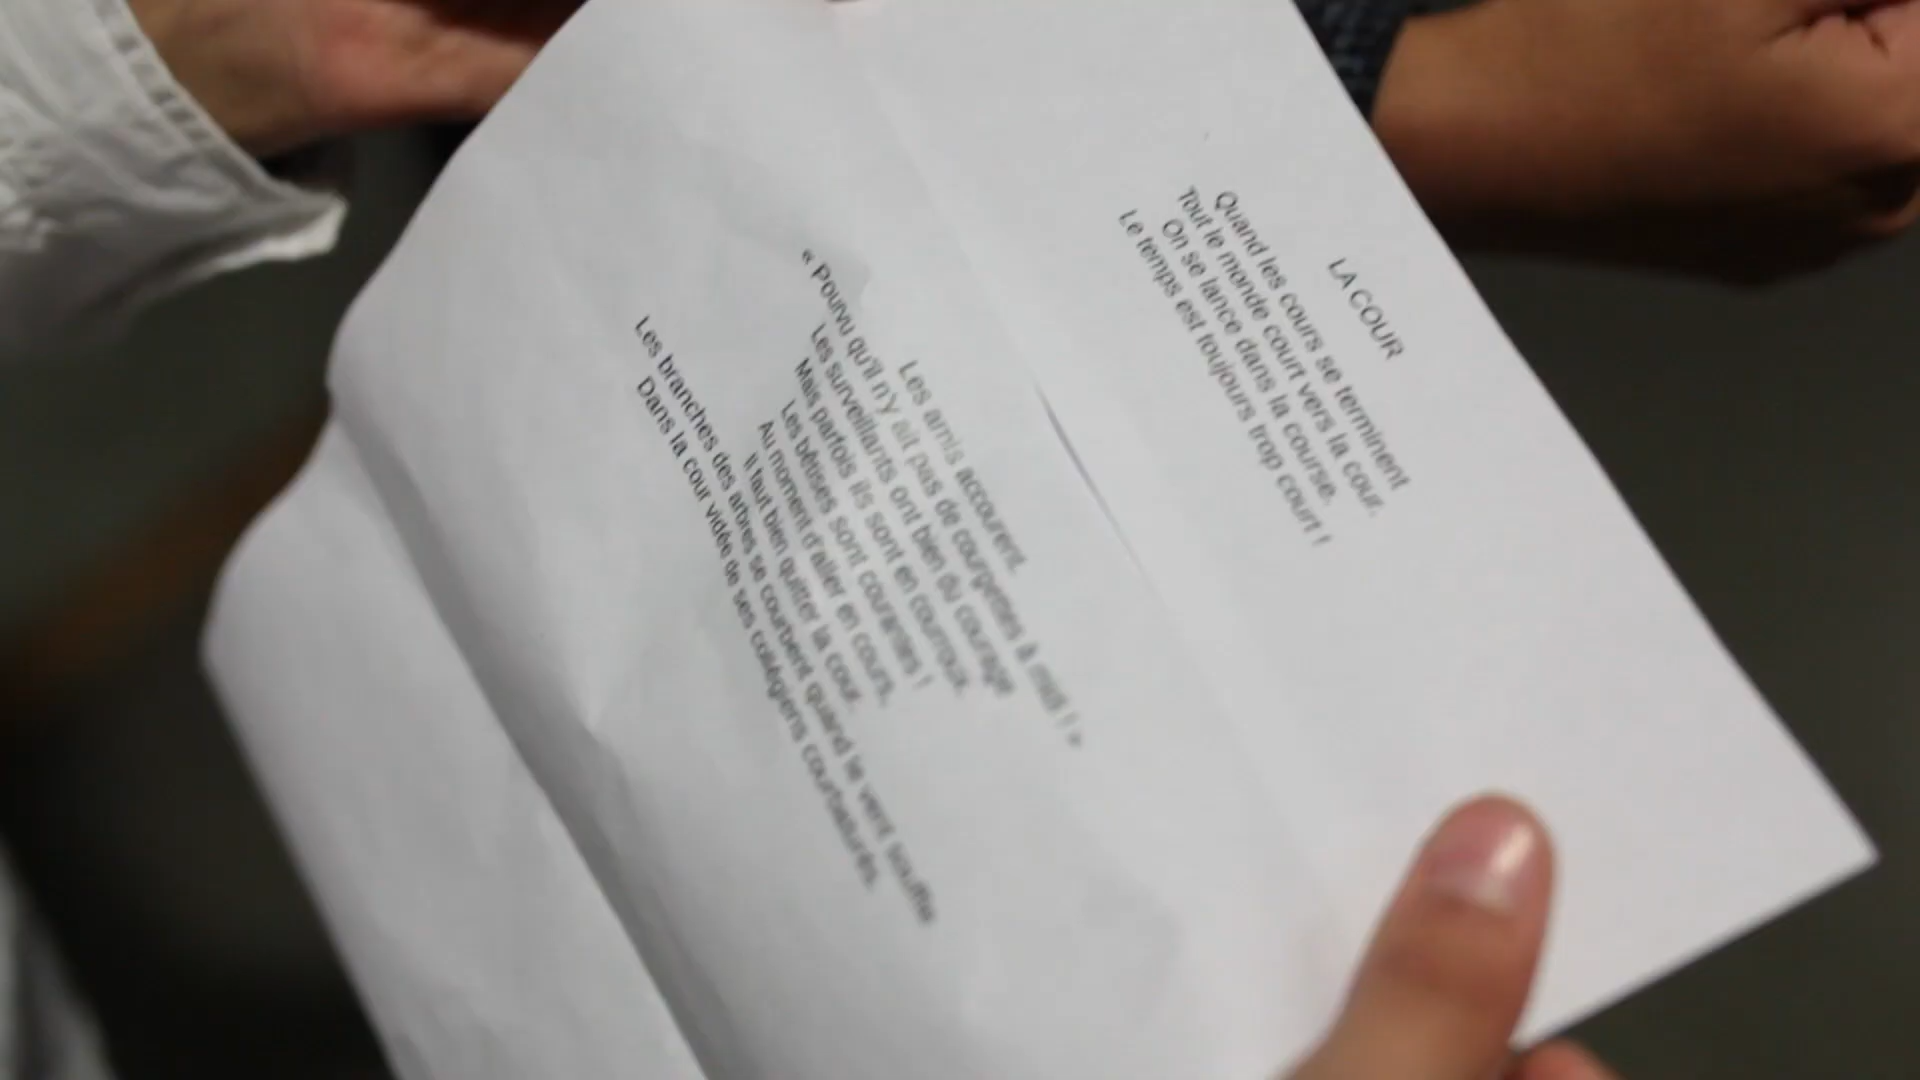 LA COUR
Quand les cours se terminent
Tout le monde court vers la cour.
On se lance dans la course.
Le temps est toujours trop court !
Les amis accourent.
« Pourvu qu'il n'y ait pas de courgettes à midi ! »
Les surveillants ont bien du courage
Mais parfois ils sont en courroux.
Les bêtises sont courantes !
Au moment d'aller en cours,
Il faut bien quitter la cour.
Les branches des arbres se courbent quand le vent souffle
Dans la cour vidée de ses collégiens courbaturés.